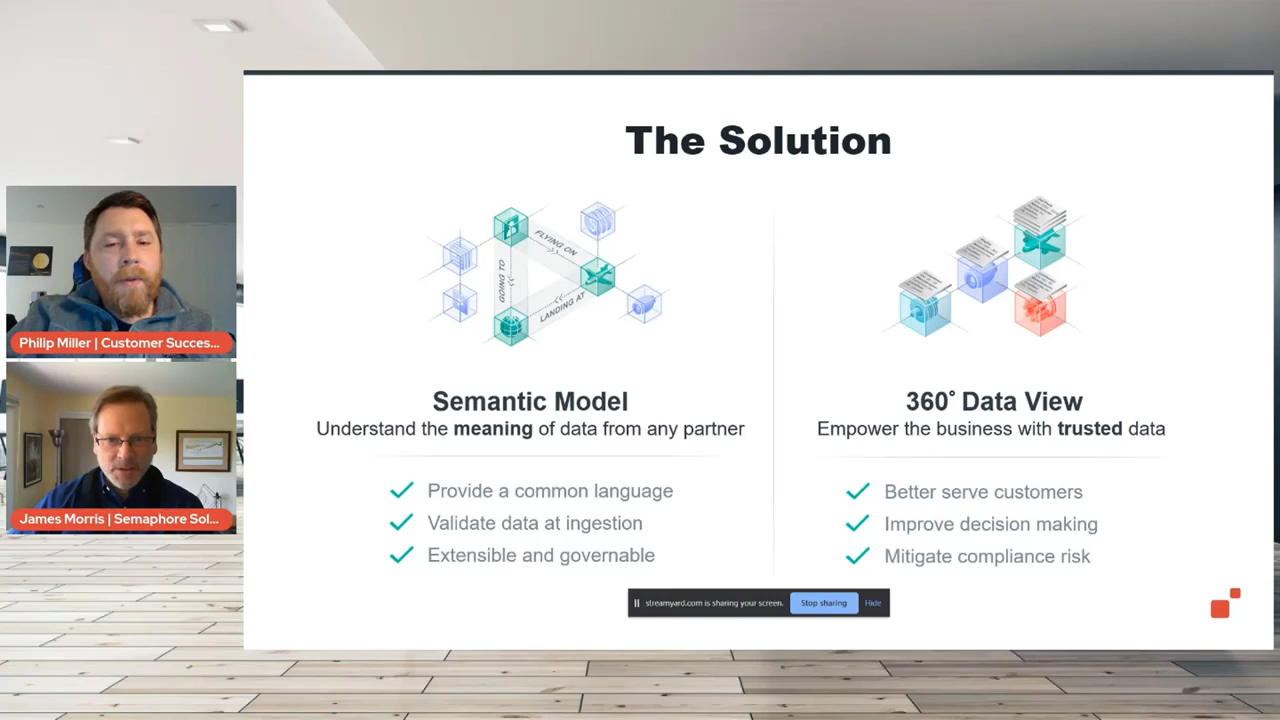 The Solution
FLYING ON
GOING TO
LANDING AT
Semantic Model
Understand the meaning of data from any partner
Provide a common language
Validate data at ingestion
Extensible and governable
360° Data View
Empower the business with trusted data
Better serve customers
Improve decision making
Mitigate compliance risk
Philip Miller | Customer Succes...
James Morris | Semaphore Sol...
streamyard.com is sharing your screen.
Stop sharing
Hide